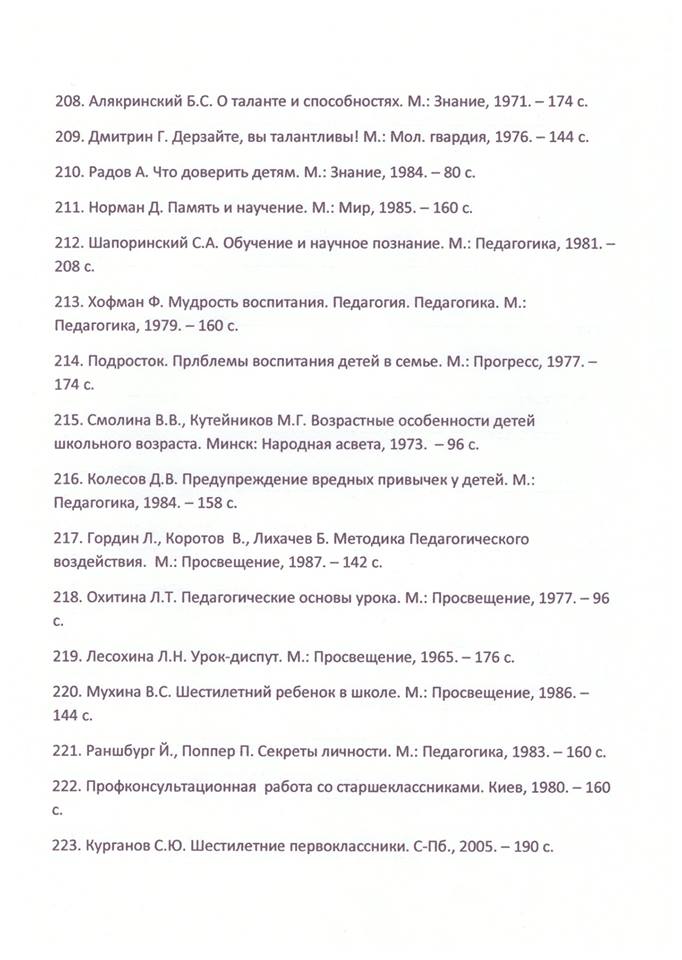 208. Алякринский Б.С. О таланте и способностях. М.: Знание, 1971. – 174 с.
209. Дмитрин Г. Дерзайте, вы талантливы! М.: Мол. гвардия, 1976. – 144 с.
210. Радов А. Что доверить детям. М.: Знание, 1984. – 80 с.
211. Норман Д. Память и научение. М.: Мир, 1985. – 160 с.
212. Шапоринский С.А. Обучение и научное познание. М.: Педагогика, 1981. –
208 с.
213. Хофман Ф. Мудрость воспитания. Педагогия. Педагогика. М.:
Педагогика, 1979. – 160 с.
214. Подросток. Прлблемы воспитания детей в семье. М.: Прогресс, 1977. –
174 с.
215. Смолина В.В., Кутейников М.Г. Возрастные особенности детей
школьного возраста. Минск: Народная асвета, 1973.  – 96 с.
216. Колесов Д.В. Предупреждение вредных привычек у детей. М.:
Педагогика, 1984. – 158 с.
217. Гордин Л., Коротов  В., Лихачев Б. Методика Педагогического
воздействия.  М.: Просвещение, 1987. – 142 с.
218. Охитина Л.Т. Педагогические основы урока. М.: Просвещение, 1977. – 96
с.
219. Лесохина Л.Н. Урок-диспут. М.: Просвещение, 1965. – 176 с.
220. Мухина В.С. Шестилетний ребенок в школе. М.: Просвещение, 1986. –
144 с.
221. Раншбург Й., Поппер П. Секреты личности. М.: Педагогика, 1983. – 160 с.
222. Профконсультационная  работа со старшеклассниками. Киев, 1980. – 160
с.
223. Курганов С.Ю. Шестилетние первоклассники. С-Пб., 2005. – 190 с.